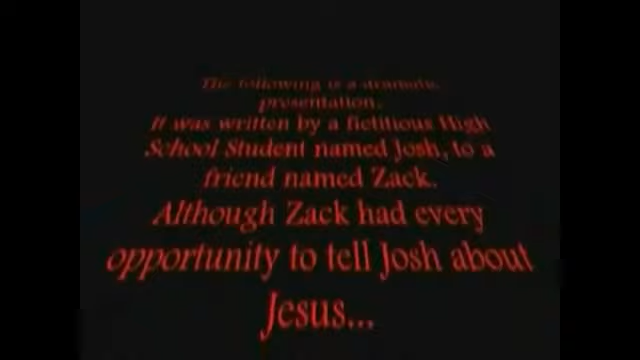 The following is a dramatic
presentation.
It was written by a fictitious High
School Student named Josh, to a
friend named Zack.
Although Zack had every
opportunity to tell Josh about
Jesus...